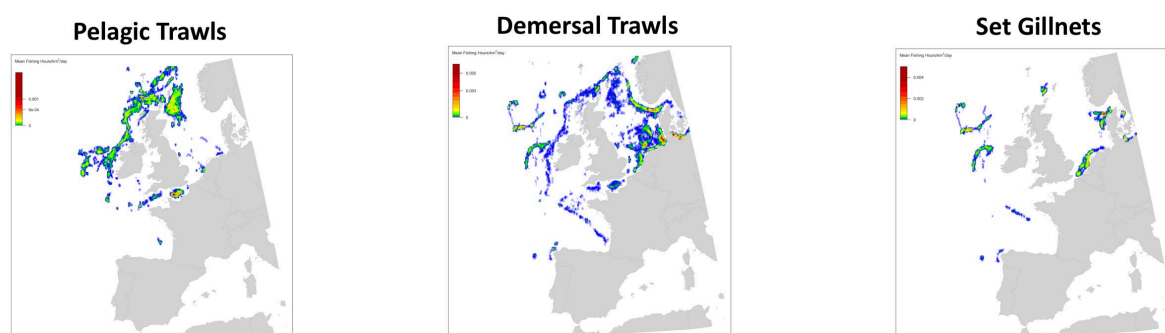 Pelagic Trawls
Mean Fishing Hours/km²/day
0.001
5e-04
0
Demersal Trawls
Mean Fishing Hours/km²/day
0.005
0.003
0
Set Gillnets
Mean Fishing Hours/km²/day
0.004
0.002
0